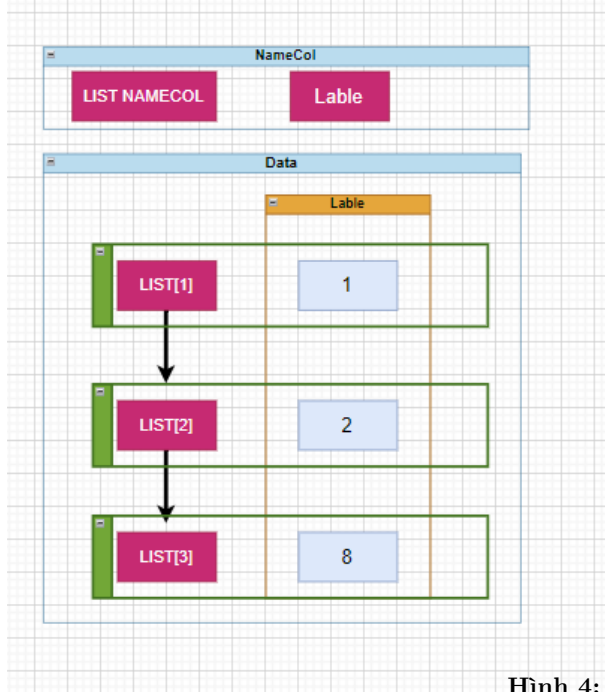 NameCol
LIST NAMECOL Lable
Data
Lable
LIST[1] 1
LIST[2] 2
LIST[3] 8
Hình 4: